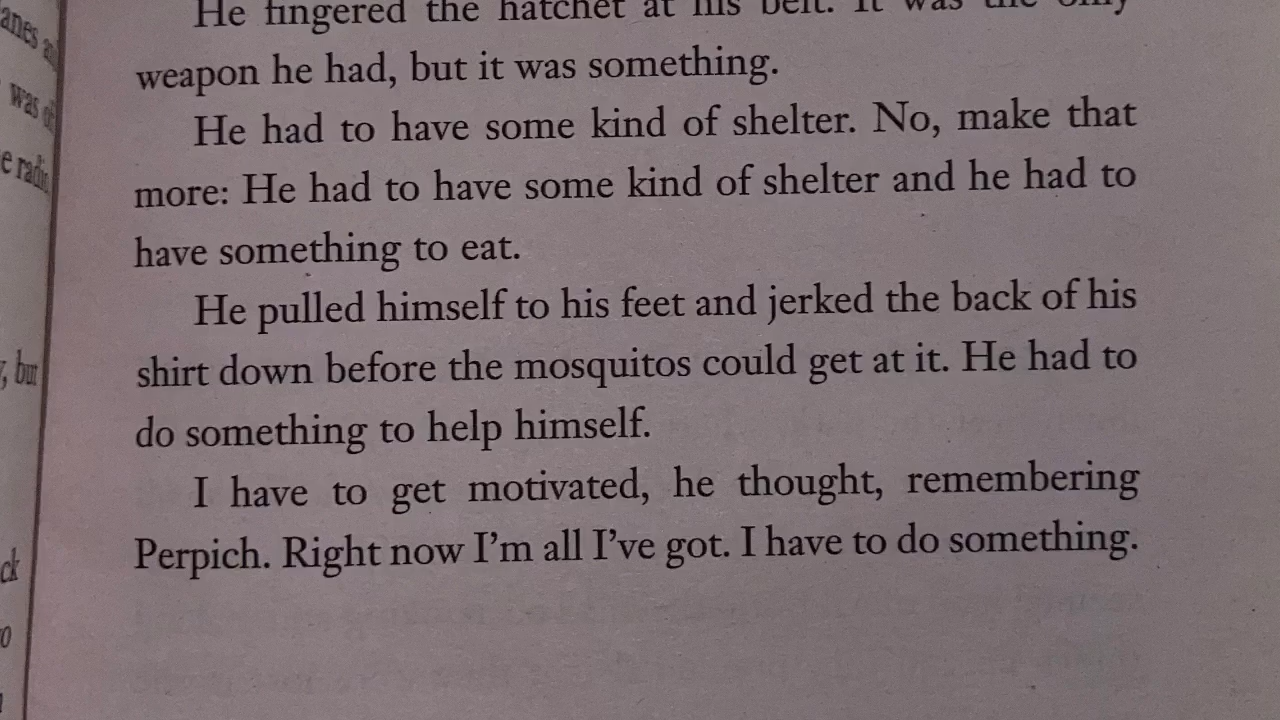 anes
He fingered the hatchet at his belt. It was the only
was
weapon he had, but it was something.
He had to have some kind of shelter. No, make that
more: He had to have some kind of shelter and he had to
have something to eat.
He pulled himself to his feet and jerked the back of his
shirt down before the mosquitos could get at it. He had to
but
do something to help himself.
I have to get motivated, he thought, remembering
Perpich. Right now I'm all I've got. I have to do something.
ck